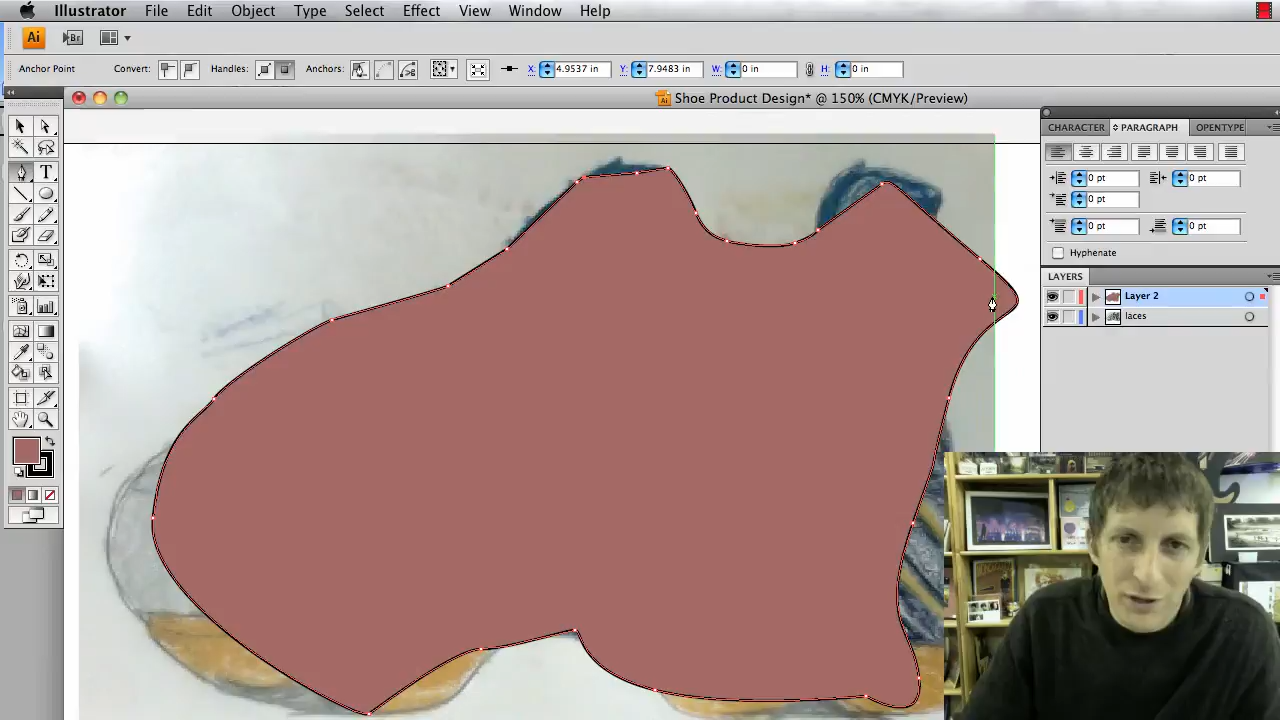 Illustrator File Edit Object Type Select Effect View Window Help
Ai Br
Anchor Point Convert: Handles: Anchors: X: 4.9537 in Y: 7.9483 in W: 0 in H: 0 in
Shoe Product Design* @ 150% (CMYK/Preview)
CHARACTER PARAGRAPH OPENTYPE
0 pt 0 pt
0 pt
0 pt 0 pt
Hyphenate
LAYERS
Layer 2
laces
T